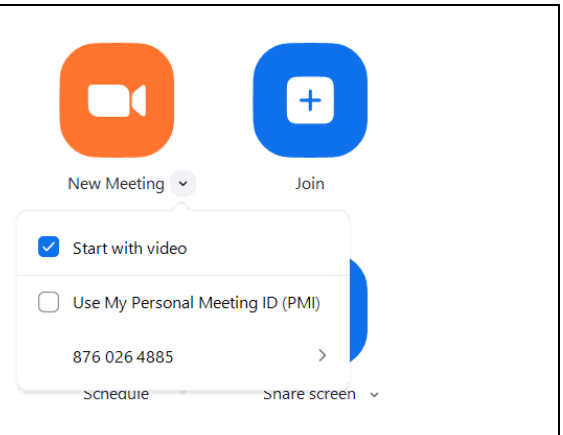 New Meeting
Join
Start with video
Use My Personal Meeting ID (PMI)
876 026 4885
Schedule
Share screen